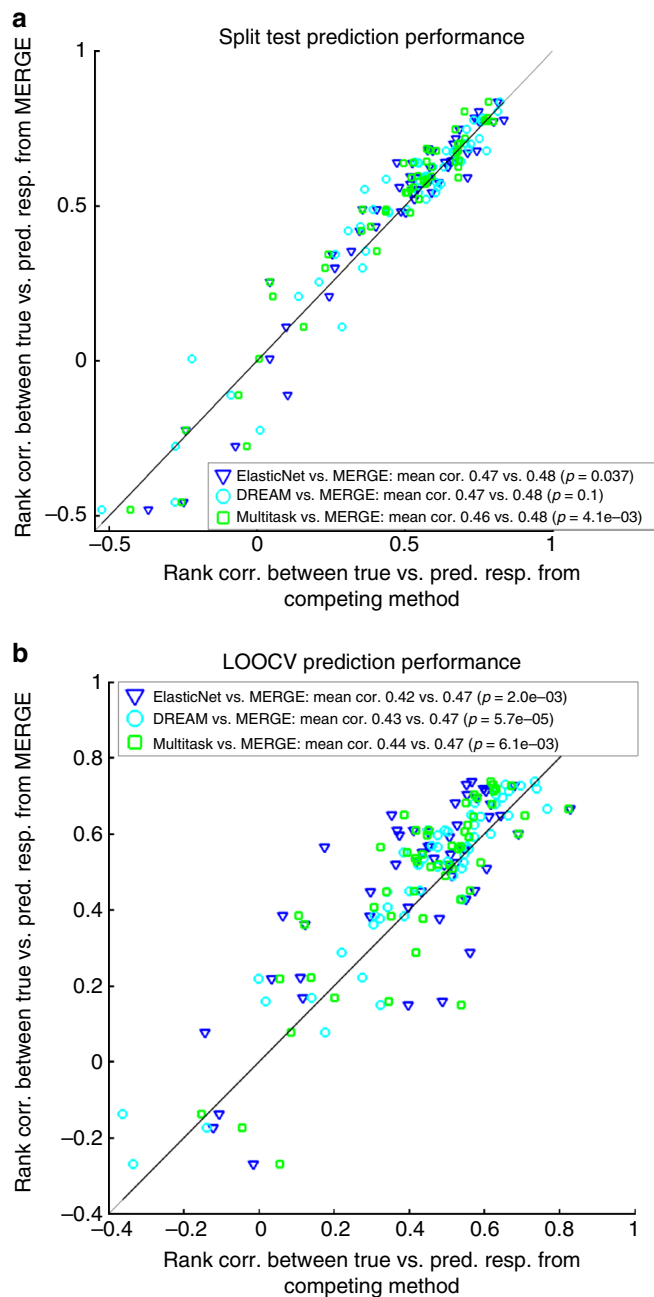 a
Split test prediction performance
Rank corr. between true vs. pred. resp. from MERGE
1
0.5
0
–0.5
–0.5
0
0.5
1
ElasticNet vs. MERGE: mean cor. 0.47 vs. 0.48 (p = 0.037)
DREAM vs. MERGE: mean cor. 0.47 vs. 0.48 (p = 0.1)
Multitask vs. MERGE: mean cor. 0.46 vs. 0.48 (p = 4.1e–03)
Rank corr. between true vs. pred. resp. from
competing method
b
LOOCV prediction performance
Rank corr. between true vs. pred. resp. from MERGE
ElasticNet vs. MERGE: mean cor. 0.42 vs. 0.47 (p = 2.0e–03)
DREAM vs. MERGE: mean cor. 0.43 vs. 0.47 (p = 5.7e–05)
Multitask vs. MERGE: mean cor. 0.44 vs. 0.47 (p = 6.1e–03)
1
0.8
0.6
0.4
0.2
0
–0.2
–0.4
–0.4
–0.2
0
0.2
0.4
0.6
0.8
1
Rank corr. between true vs. pred. resp. from
competing method